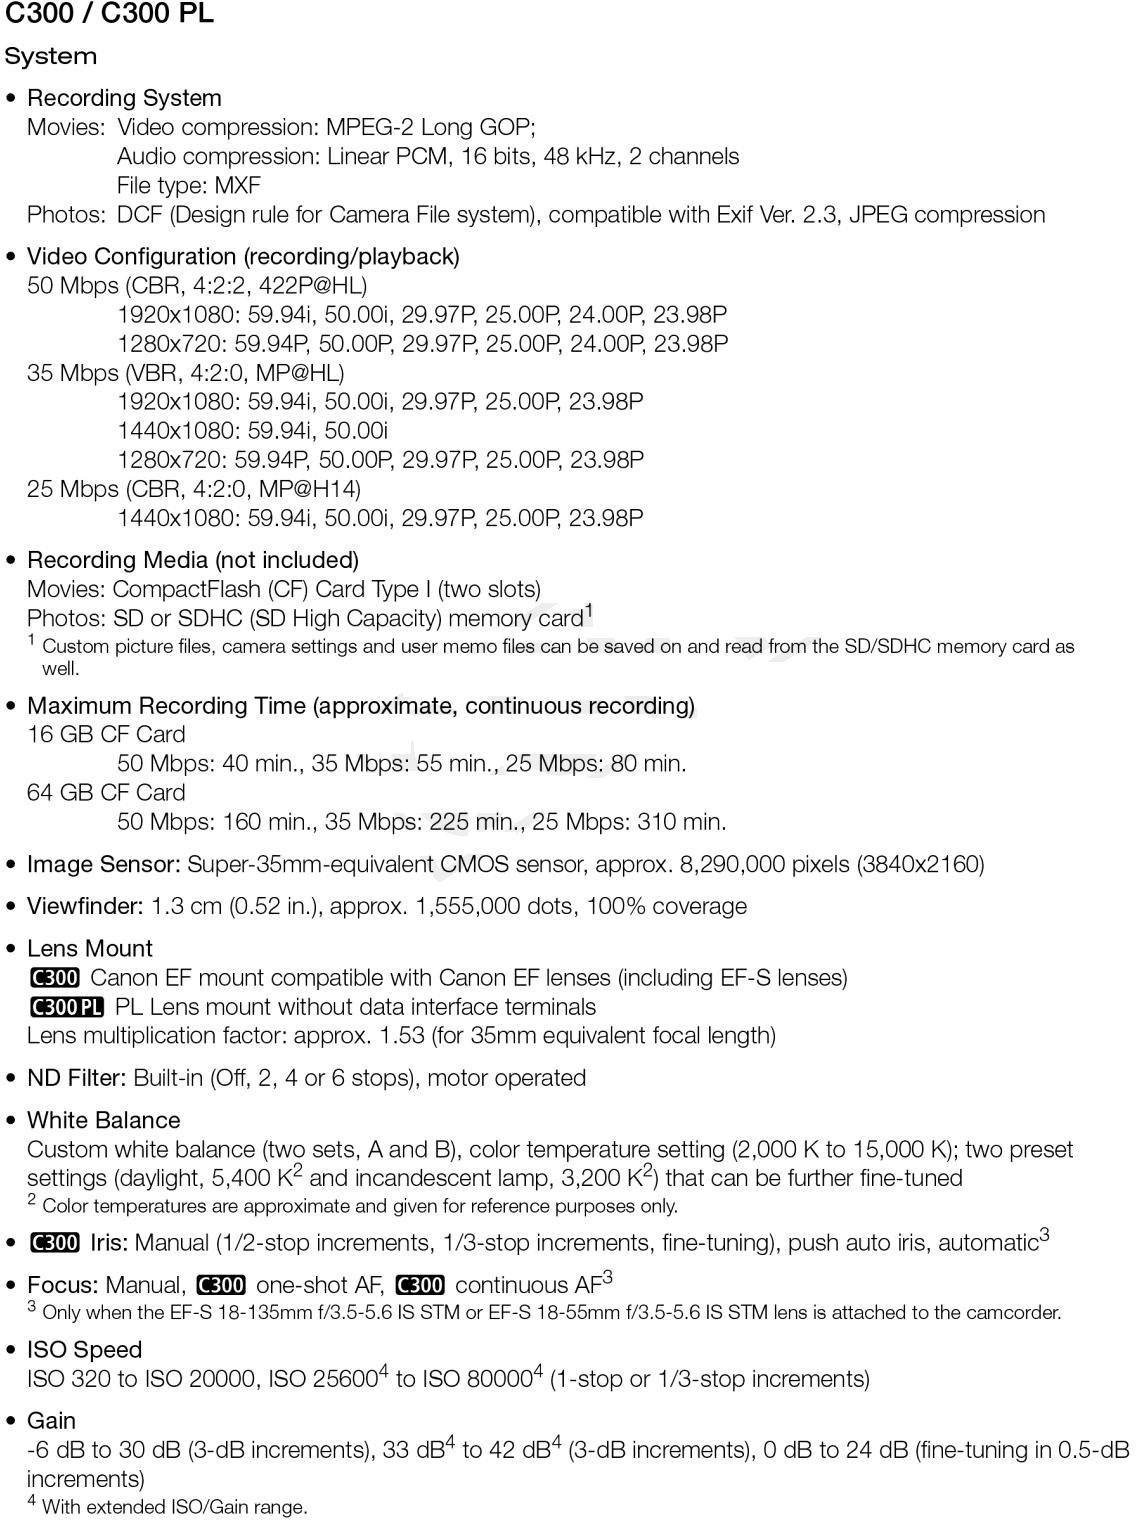 C300 / C300 PL
System
• Recording System
Movies: Video compression: MPEG-2 Long GOP;
Audio compression: Linear PCM, 16 bits, 48 kHz, 2 channels
File type: MXF
Photos: DCF (Design rule for Camera File system), compatible with Exif Ver. 2.3, JPEG compression
• Video Configuration (recording/playback)
50 Mbps (CBR, 4:2:2, 422P@HL)
1920x1080: 59.94i, 50.00i, 29.97P, 25.00P, 24.00P, 23.98P
1280x720: 59.94P, 50.00P, 29.97P, 25.00P, 24.00P, 23.98P
35 Mbps (VBR, 4:2:0, MP@HL)
1920x1080: 59.94i, 50.00i, 29.97P, 25.00P, 23.98P
1440x1080: 59.94i, 50.00i
1280x720: 59.94P, 50.00P, 29.97P, 25.00P, 23.98P
25 Mbps (CBR, 4:2:0, MP@H14)
1440x1080: 59.94i, 50.00i, 29.97P, 25.00P, 23.98P
• Recording Media (not included)
Movies: CompactFlash (CF) Card Type I (two slots)
Photos: SD or SDHC (SD High Capacity) memory card1
1 Custom picture files, camera settings and user memo files can be saved on and read from the SD/SDHC memory card as
well.
• Maximum Recording Time (approximate, continuous recording)
16 GB CF Card
50 Mbps: 40 min., 35 Mbps: 55 min., 25 Mbps: 80 min.
64 GB CF Card
50 Mbps: 160 min., 35 Mbps: 225 min., 25 Mbps: 310 min.
• Image Sensor: Super-35mm-equivalent CMOS sensor, approx. 8,290,000 pixels (3840x2160)
• Viewfinder: 1.3 cm (0.52 in.), approx. 1,555,000 dots, 100% coverage
• Lens Mount
C300 Canon EF mount compatible with Canon EF lenses (including EF-S lenses)
C300 PL PL Lens mount without data interface terminals
Lens multiplication factor: approx. 1.53 (for 35mm equivalent focal length)
• ND Filter: Built-in (Off, 2, 4 or 6 stops), motor operated
• White Balance
Custom white balance (two sets, A and B), color temperature setting (2,000 K to 15,000 K); two preset
settings (daylight, 5,400 K2 and incandescent lamp, 3,200 K2) that can be further fine-tuned
2 Color temperatures are approximate and given for reference purposes only.
• C300 Iris: Manual (1/2-stop increments, 1/3-stop increments, fine-tuning), push auto iris, automatic3
• Focus: Manual, C300 one-shot AF, C300 continuous AF3
3 Only when the EF-S 18-135mm f/3.5-5.6 IS STM or EF-S 18-55mm f/3.5-5.6 IS STM lens is attached to the camcorder.
• ISO Speed
ISO 320 to ISO 20000, ISO 256004 to ISO 800004 (1-stop or 1/3-stop increments)
• Gain
-6 dB to 30 dB (3-dB increments), 33 dB4 to 42 dB4 (3-dB increments), 0 dB to 24 dB (fine-tuning in 0.5-dB
increments)
4 With extended ISO/Gain range.